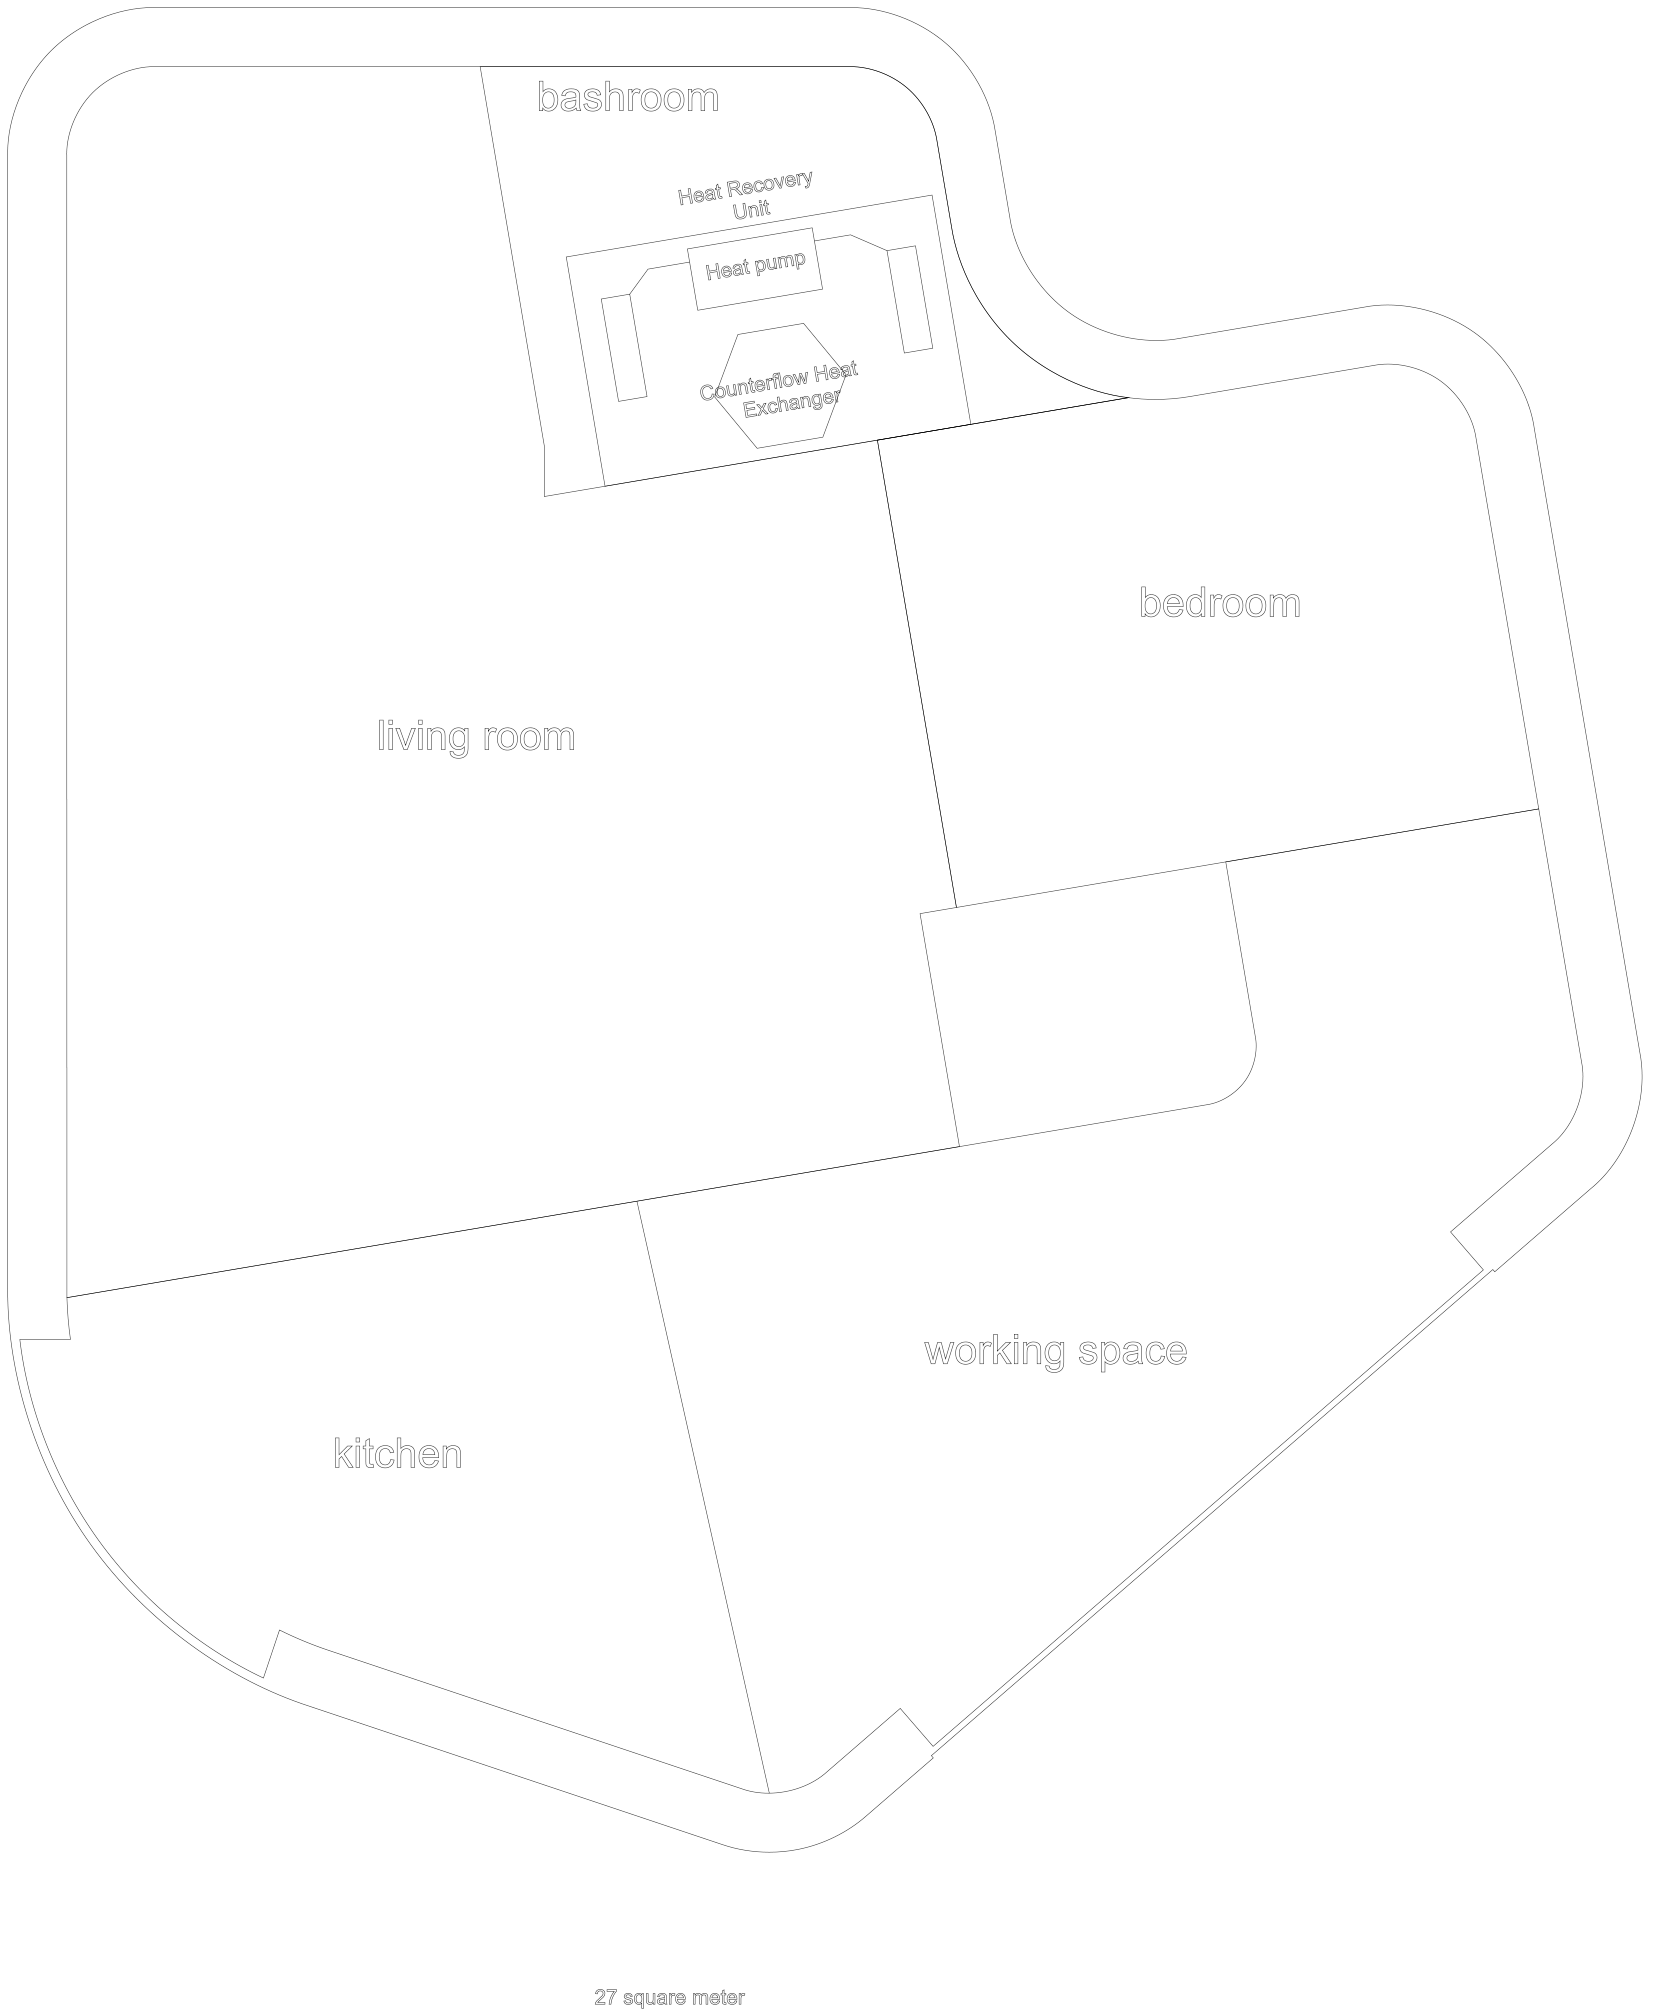 bashroom
Heat Recovery
Unit
Heat pump
Counterflow Heat
Exchanger
bedroom
living room
working space
kitchen
27 square meter